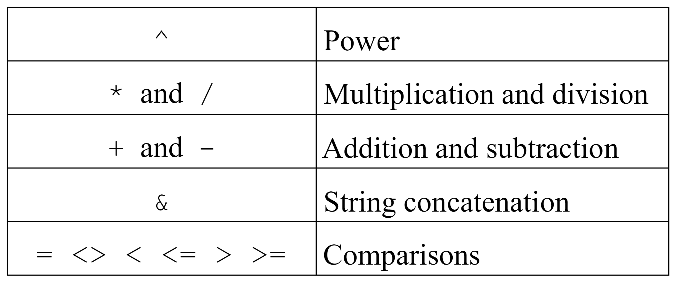 ^ Power
* and / Multiplication and division
+ and - Addition and subtraction
& String concatenation
= <> < <= > >= Comparisons